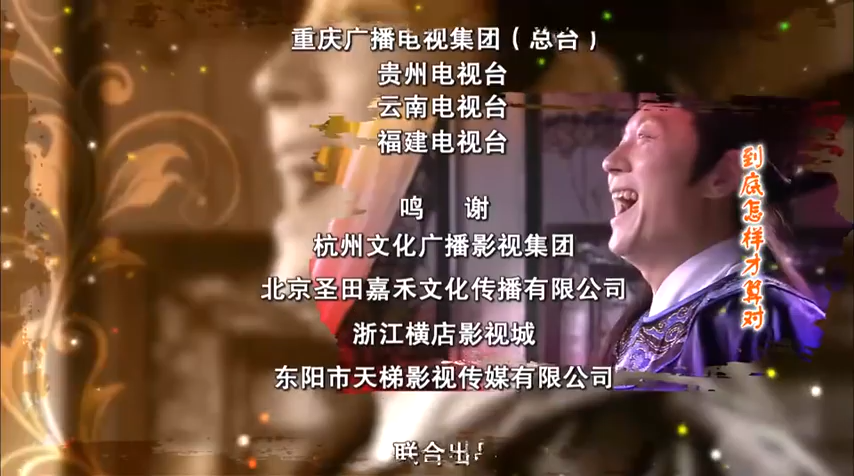 重庆广播电视集团（总台）
贵州电视台
云南电视台
福建电视台
鸣 谢
杭州文化广播影视集团
北京圣田嘉禾文化传播有限公司
浙江横店影视城
东阳市天梯影视传媒有限公司
联合出
到底怎样才算对